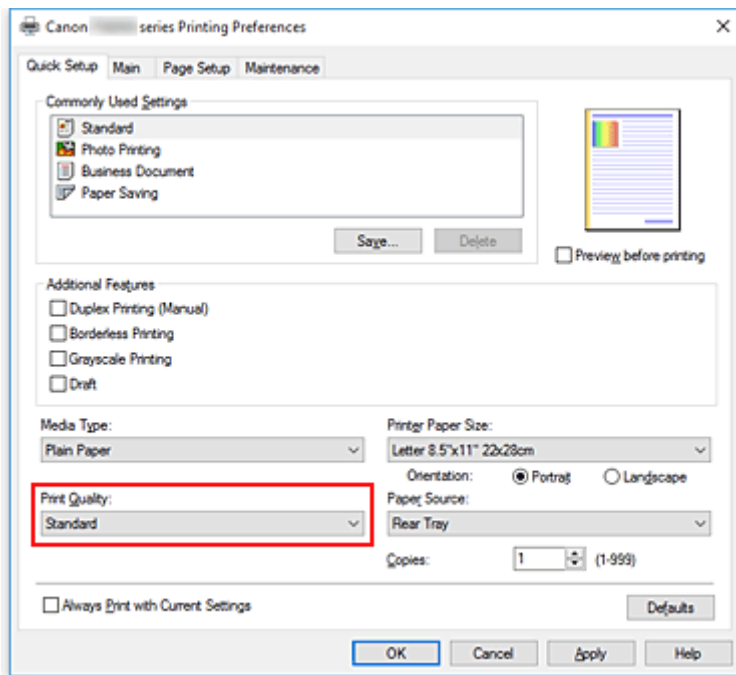 Canon series Printing Preferences
Quick Setup Main Page Setup Maintenance
Commonly Used Settings
Standard
Photo Printing
Business Document
Paper Saving
Save... Delete
Preview before printing
Additional Features
Duplex Printing (Manual)
Borderless Printing
Grayscale Printing
Draft
Media Type: Printer Paper Size:
Plain Paper Letter 8.5"x11" 22x28cm
Orientation: Portrait Landscape
Print Quality: Paper Source:
Standard Rear Tray
Copies: 1 (1-999)
Always Print with Current Settings Defaults
OK Cancel Apply Help